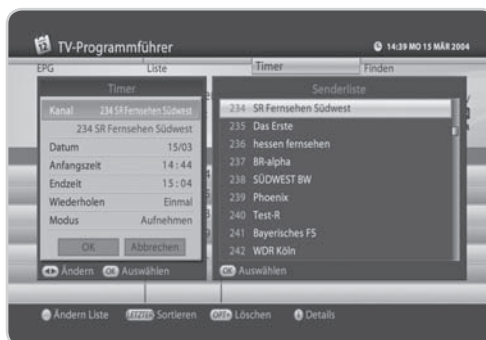 TV-Programmführer
14:39 MO 15 MÄR 2004
EPG Liste Timer Finden
Timer
Kanal 234 SR Fernsehen Südwest
234 SR Fernsehen Südwest
Datum 15/03
Anfangszeit 14:44
Endzeit 15:04
Wiederholen Einmal
Modus Aufnehmen
OK Abbrechen
Ändern OK Auswählen
Senderliste
234 SR Fernsehen Südwest
235 Das Erste
236 hessen fernsehen
237 BR-alpha
238 SÜDWEST BW
239 Phoenix
240 Test-R
241 Bayerisches FS
242 WDR Köln
OK Auswählen
Ändern Liste LETZTE Sortieren OPT+ Löschen i Details